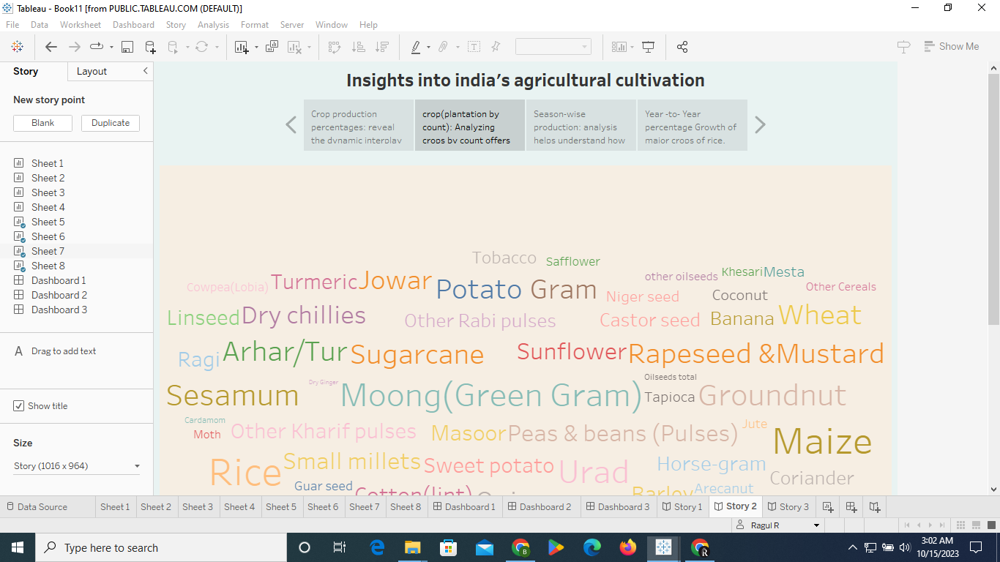 Tableau - Book11 [from PUBLIC.TABLEAU.COM (DEFAULT)]
File Data Worksheet Dashboard Story Analysis Format Server Window Help
Show Me
Story Layout
New story point
Blank Duplicate
Sheet 1
Sheet 2
Sheet 3
Sheet 4
Sheet 5
Sheet 6
Sheet 7
Sheet 8
Dashboard 1
Dashboard 2
Dashboard 3
A Drag to add text
Show title
Size
Story (1016 x 964)
Insights into india's agricultural cultivation
Crop production
percentages: reveal
the dynamic interplay
crop(plantation by
count): Analyzing
crops by count offers
Season-wise
production: analysis
helps understand how
Year -to- Year
percentage Growth of
major crops of rice,
Tobacco Safflower
Cowpea(Lobia) Turmeric Jowar Potato Gram other oilseeds Khesari Mesta
Niger seed Coconut Other Cereals
Linseed Dry chillies Other Rabi pulses Castor seed Banana Wheat
Ragi Arhar/Tur Sugarcane Sunflower Rapeseed &Mustard
Sesamum Dry Ginger Moong(Green Gram) Oilseeds total Tapioca Groundnut
Cardamom
Moth Other Kharif pulses Masoor Peas & beans (Pulses) Jute Maize
Rice Small millets Sweet potato Urad Horse-gram
Guar seed Cotton(lint) Barley Arecanut Coriander
Data Source Sheet 1 Sheet 2 Sheet 3 Sheet 4 Sheet 5 Sheet 6 Sheet 7 Sheet 8 Dashboard 1 Dashboard 2 Dashboard 3 Story 1 Story 2 Story 3
Ragul R
Type here to search
3:02 AM
10/15/2023